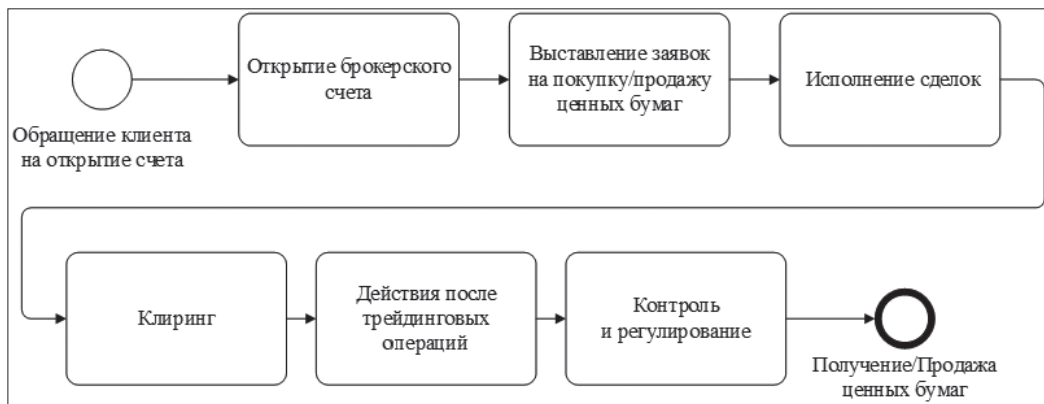 Обращение клиента
на открытие счета
Открытие брокерского
счета
Выставление заявок
на покупку/продажу
ценных бумаг
Исполнение сделок
Клиринг
Действия после
трейдинговых
операций
Контроль
и регулирование
Получение/Продажа
ценных бумаг